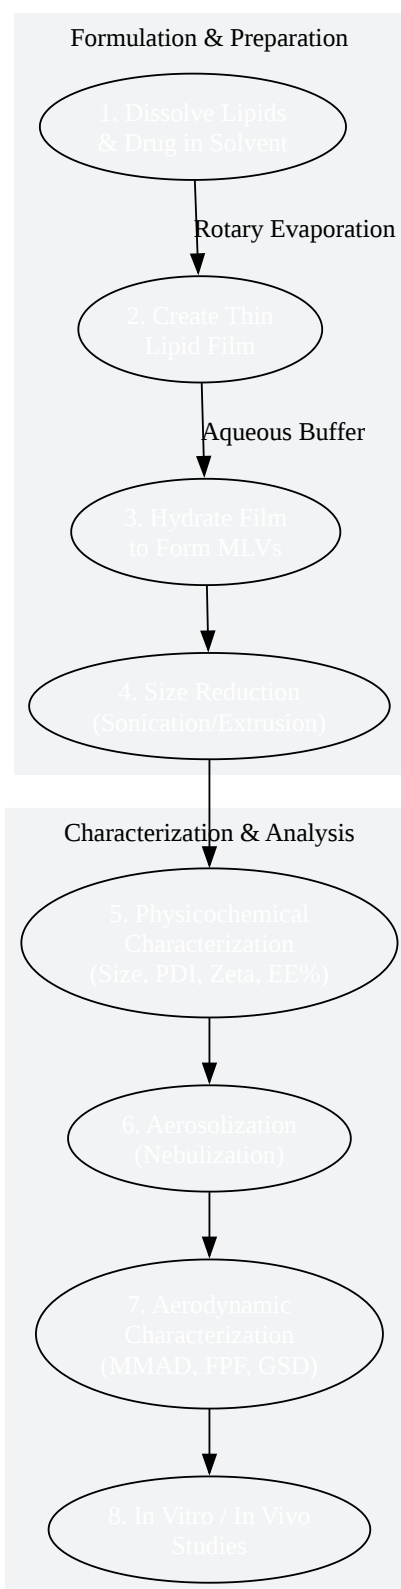 Formulation & Preparation
1. Dissolve Lipids
& Drug in Solvent
Rotary Evaporation
2. Create Thin
Lipid Film
Aqueous Buffer
3. Hydrate Film
to Form MLVs
4. Size Reduction
(Sonication/Extrusion)
Characterization & Analysis
5. Physicochemical
Characterization
(Size, PDI, Zeta, EE%)
6. Aerosolization
(Nebulization)
7. Aerodynamic
Characterization
(MMAD, FPF, GSD)
8. In Vitro / In Vivo
Studies